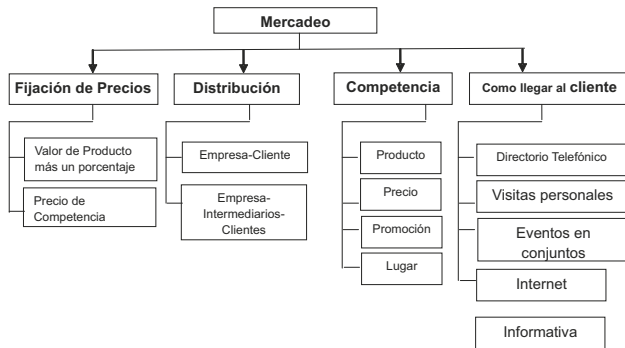 Mercadeo
Fijación de Precios
Valor de Producto
más un porcentaje
Precio de
Competencia
Distribución
Empresa-Cliente
Empresa-
Intermediarios-
Clientes
Competencia
Producto
Precio
Promoción
Lugar
Como llegar al cliente
Directorio Telefónico
Visitas personales
Eventos en
conjuntos
Internet
Informativa